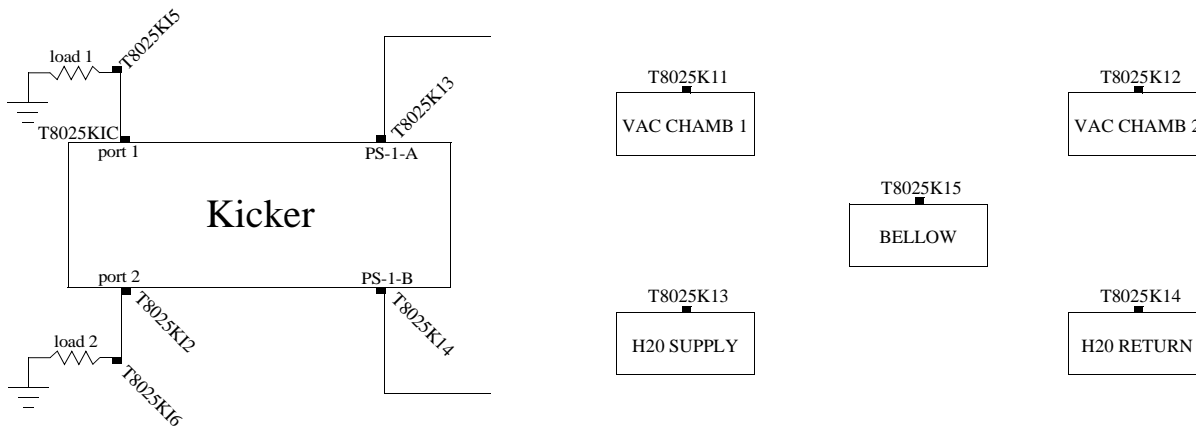 T8025KI5
load 1
T8025K13
T8025KIC
port 1
PS-1-A
Kicker
port 2
PS-1-B
T8025KI2
T8025K14
load 2
T8025KI6
T8025K11
VAC CHAMB 1
T8025K12
VAC CHAMB 2
T8025K15
BELLOW
T8025K13
H20 SUPPLY
T8025K14
H20 RETURN